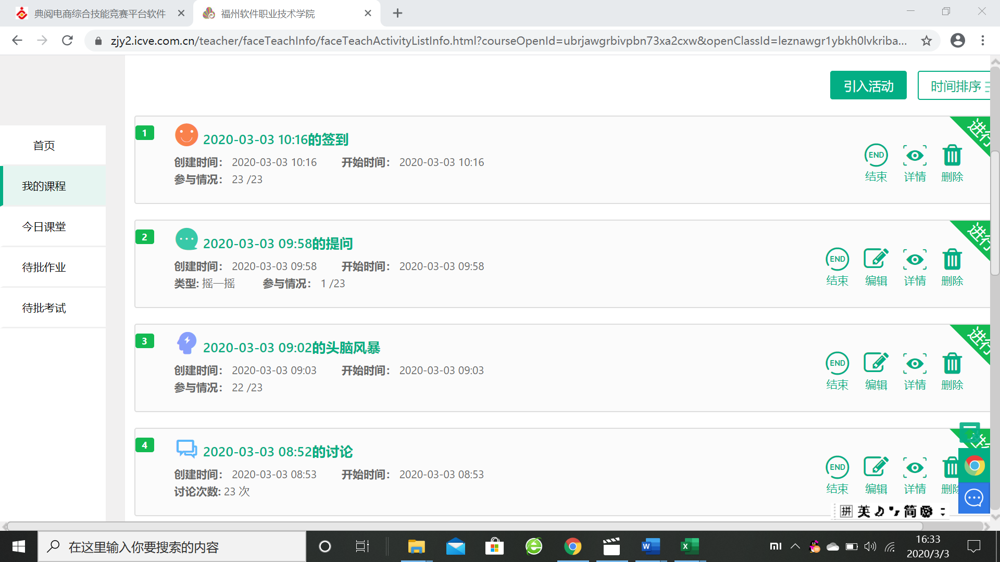 典阅电商综合技能竞赛平台软件
福州软件职业技术学院
zjy2.icve.com.cn/teacher/faceTeachInfo/faceTeachActivityListInfo.html?courseOpenId=ubrjawgrbivpbn73xa2cxw&openClassId=leznawgr1ybkh0lvkriba...
引入活动
时间排序
首页
我的课程
今日课堂
待批作业
待批考试
1
2020-03-03 10:16的签到
创建时间： 2020-03-03 10:16 开始时间： 2020-03-03 10:16
参与情况： 23 /23
END
结束 详情 删除
进行
2
2020-03-03 09:58的提问
创建时间： 2020-03-03 09:58 开始时间： 2020-03-03 09:58
类型: 摇一摇 参与情况： 1 /23
END
结束 编辑 详情 删除
进行
3
2020-03-03 09:02的头脑风暴
创建时间： 2020-03-03 09:03 开始时间： 2020-03-03 09:03
参与情况： 22 /23
END
结束 编辑 详情 删除
进行
4
2020-03-03 08:52的讨论
创建时间： 2020-03-03 08:53 开始时间： 2020-03-03 08:53
讨论次数: 23 次
END
结束 编辑 详情 删除
拼 英 简
在这里输入你要搜索的内容
16:33
2020/3/3